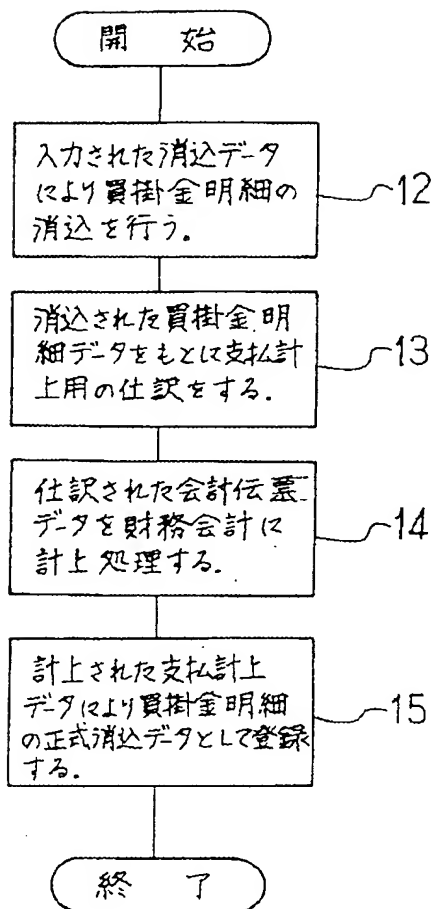 開 始
入力された消込データ
により買掛金明細の
消込を行う。
12
消込された買掛金明
細データをもとに支払計
上用の仕訳をする。
13
仕訳された会計伝票
データを財務会計に
計上処理する。
14
計上された支払計上
データにより買掛金明細
の正式消込データとして登録
する。
15
終 了